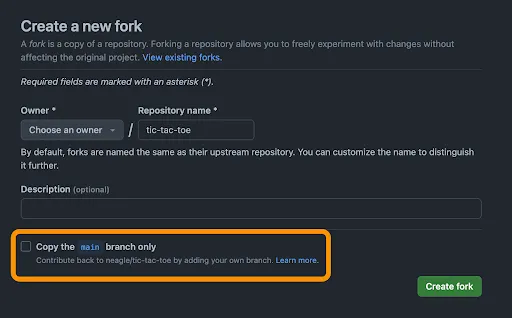 Create a new fork
A fork is a copy of a repository. Forking a repository allows you to freely experiment with changes without
affecting the original project. View existing forks.
Required fields are marked with an asterisk (*).
Owner * Repository name *
Choose an owner / tic-tac-toe
By default, forks are named the same as their upstream repository. You can customize the name to distinguish
it further.
Description (optional)
Copy the main branch only
Contribute back to neagle/tic-tac-toe by adding your own branch. Learn more.
Create fork